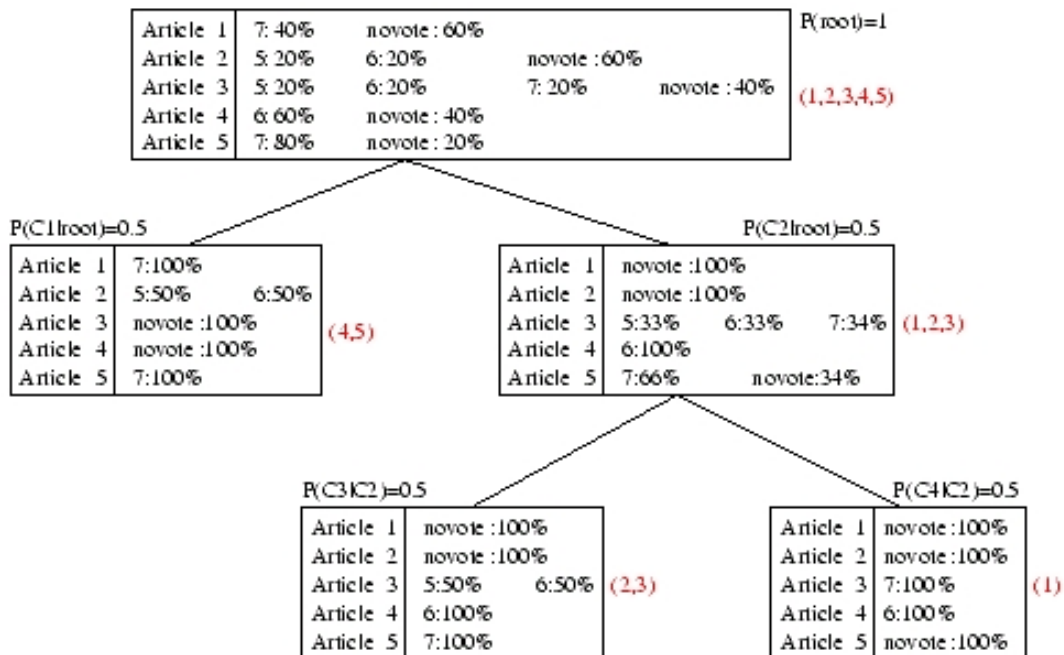 P(root)=1
Article 1 7: 40% novote : 60%
Article 2 5: 20% 6: 20% novote : 60%
Article 3 5: 20% 6: 20% 7: 20% novote : 40%
Article 4 6: 60% novote : 40%
Article 5 7: 80% novote : 20%
(1,2,3,4,5)
P(C1|root)=0.5
Article 1 7:100%
Article 2 5:50% 6:50%
Article 3 novote :100%
Article 4 novote :100%
Article 5 7:100%
(4,5)
P(C2|root)=0.5
Article 1 novote :100%
Article 2 novote :100%
Article 3 5:33% 6:33% 7:34%
Article 4 6:100%
Article 5 7:66% novote:34%
(1,2,3)
P(C3|C2)=0.5
Article 1 novote :100%
Article 2 novote :100%
Article 3 5:50% 6:50%
Article 4 6:100%
Article 5 7:100%
(2,3)
P(C4|C2)=0.5
Article 1 novote:100%
Article 2 novote:100%
Article 3 7:100%
Article 4 6:100%
Article 5 novote:100%
(1)